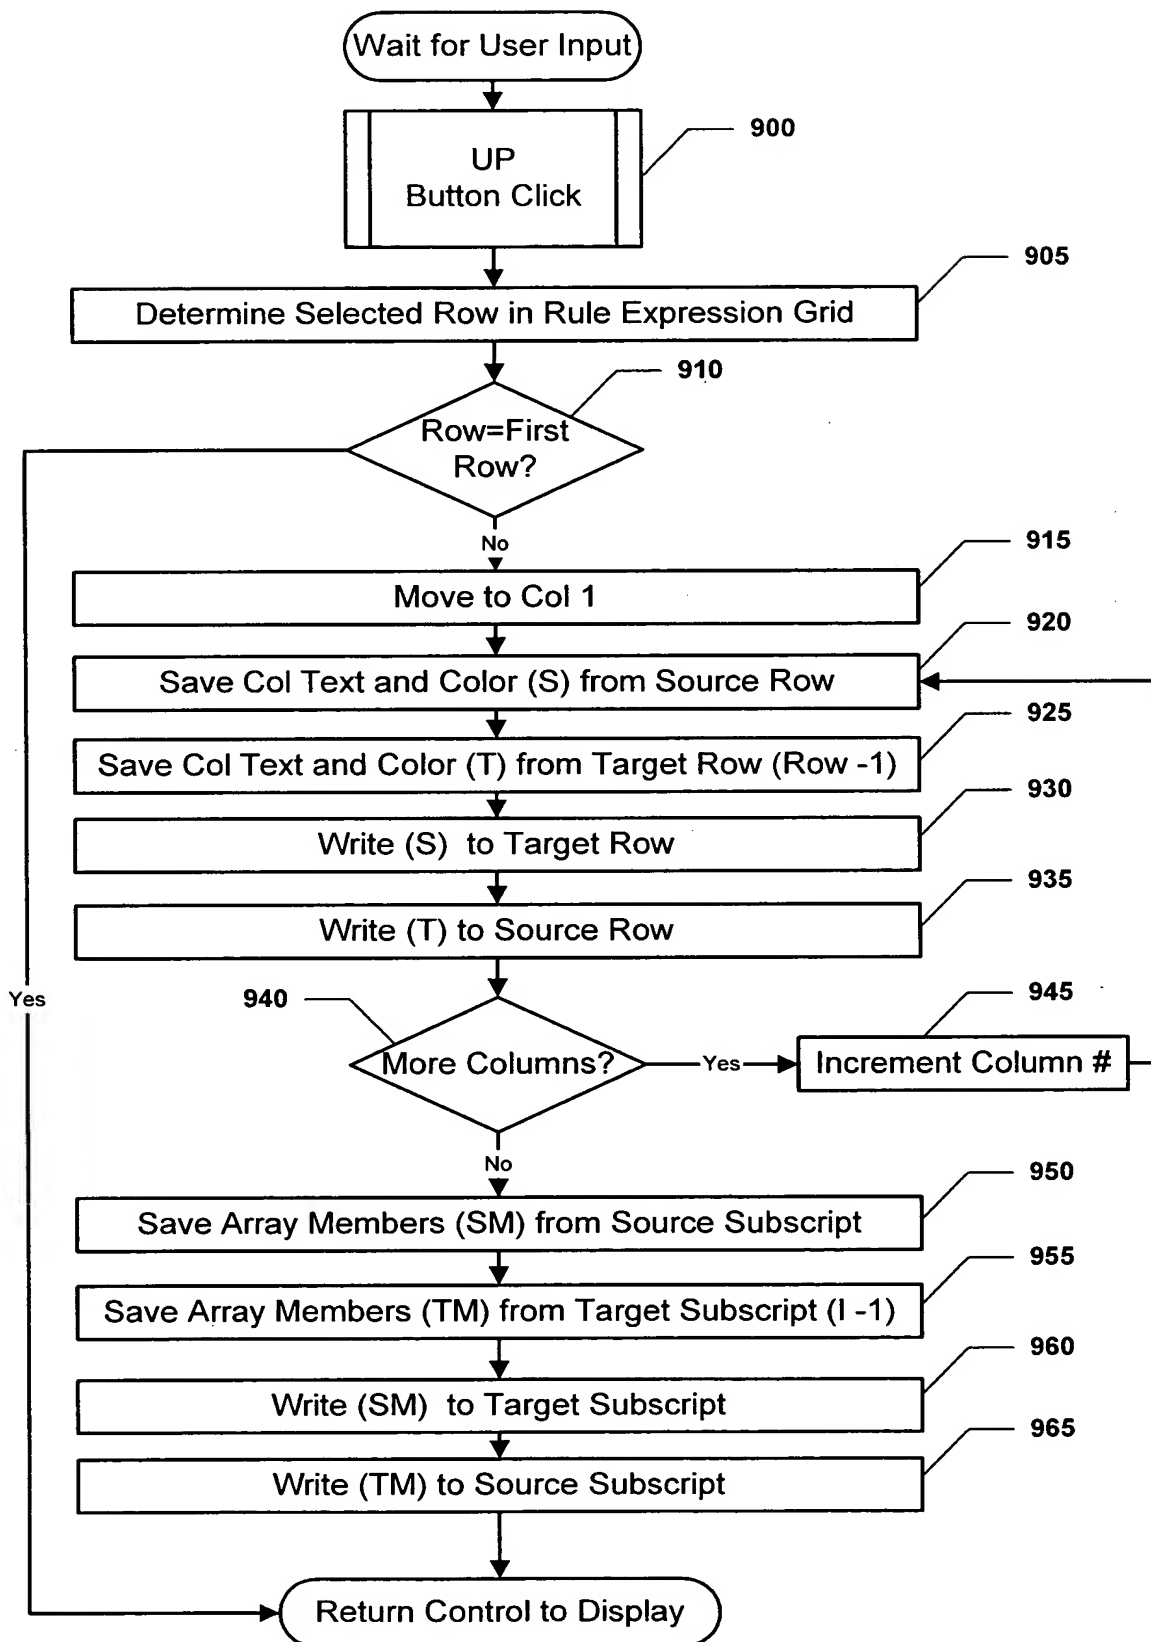 Wait for User Input
900
UP
Button Click
905
Determine Selected Row in Rule Expression Grid
910
Row=First
Row?
No
915
Move to Col 1
920
Save Col Text and Color (S) from Source Row
925
Save Col Text and Color (T) from Target Row (Row -1)
930
Write (S) to Target Row
935
Write (T) to Source Row
Yes
940
945
More Columns?
Yes
Increment Column #
No
950
Save Array Members (SM) from Source Subscript
955
Save Array Members (TM) from Target Subscript (I -1)
960
Write (SM) to Target Subscript
965
Write (TM) to Source Subscript
Return Control to Display